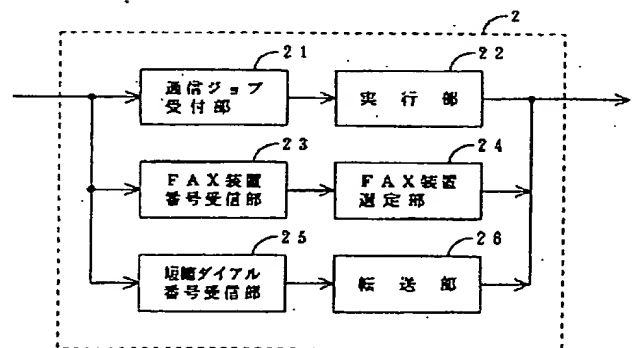 2
21
22
通信ジョブ
受付部
実行部
23
24
FAX装置
番号受信部
FAX装置
選定部
25
26
短縮ダイアル
番号受信部
転送部